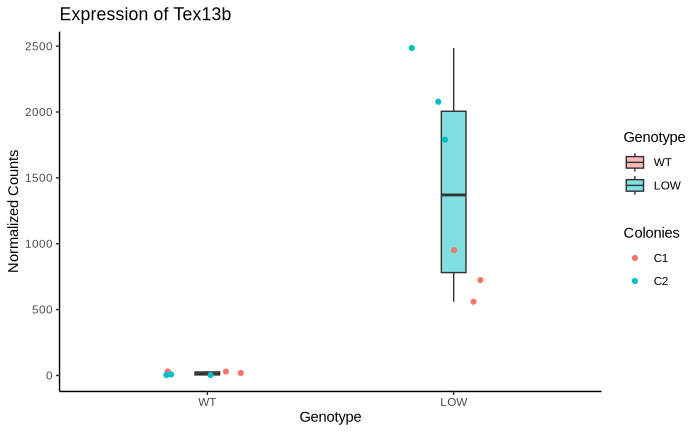 Expression of Tex13b
Normalized Counts
2500
2000
1500
1000
500
0
WT
LOW
Genotype
Genotype
WT
LOW
Colonies
C1
C2